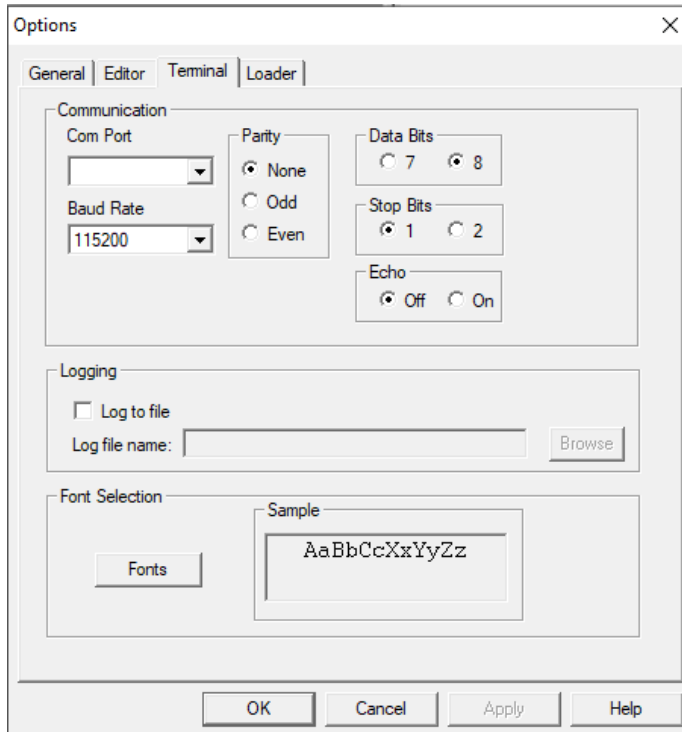 Options
General Editor Terminal Loader
Communication
Com Port
Baud Rate
115200
Parity
None
Odd
Even
Data Bits
7 8
Stop Bits
1 2
Echo
Off On
Logging
Log to file
Log file name:
Browse
Font Selection
Fonts
Sample
AaBbCcXxYyZz
OK Cancel Apply Help